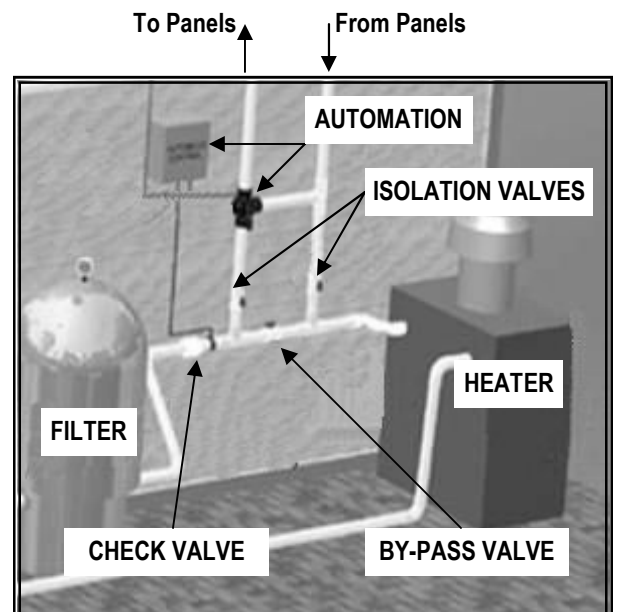 To Panels
From Panels
AUTOMATION
ISOLATION VALVES
HEATER
FILTER
CHECK VALVE
BY-PASS VALVE